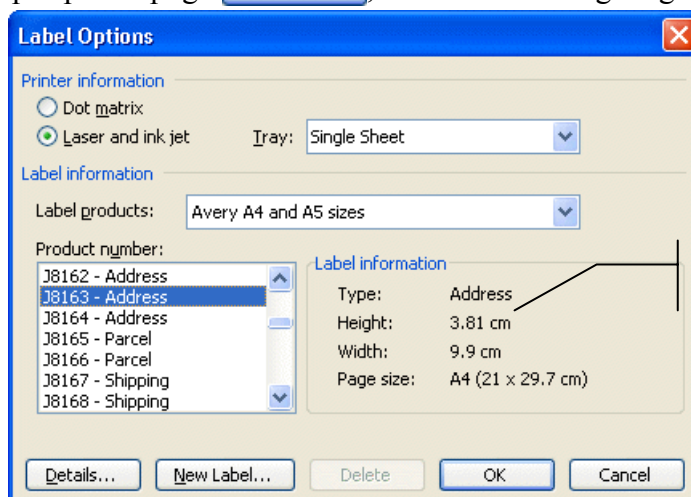 Label Options
Printer information
Dot matrix
Laser and ink jet Tray: Single Sheet
Label information
Label products: Avery A4 and A5 sizes
Product number:
J8162 - Address
J8163 - Address
J8164 - Address
J8165 - Parcel
J8166 - Parcel
J8167 - Shipping
J8168 - Shipping
Label information
Type: Address
Height: 3.81 cm
Width: 9.9 cm
Page size: A4 (21 x 29.7 cm)
Details... New Label... Delete OK Cancel